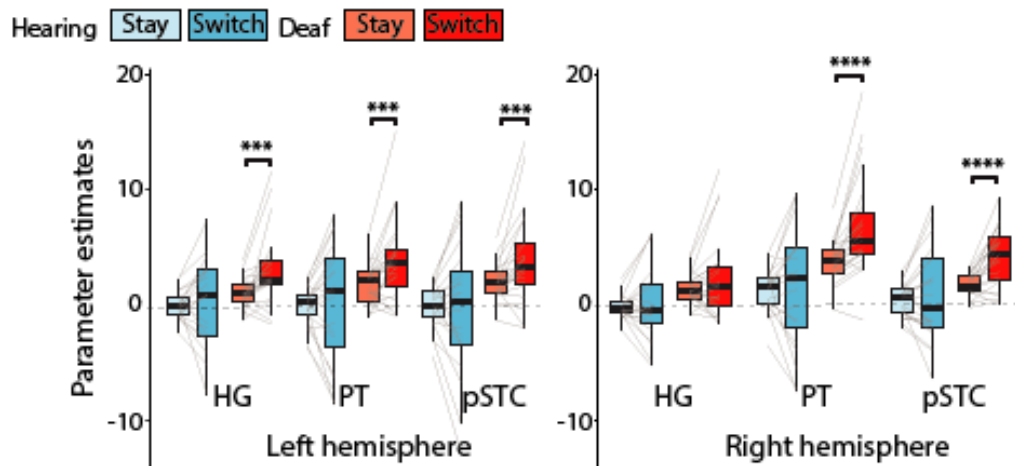 Hearing Stay Switch Deaf Stay Switch
Parameter estimates
20
10
0
-10
***
***
***
HG PT pSTC
Left hemisphere
20
10
0
-10
****
****
HG PT pSTC
Right hemisphere